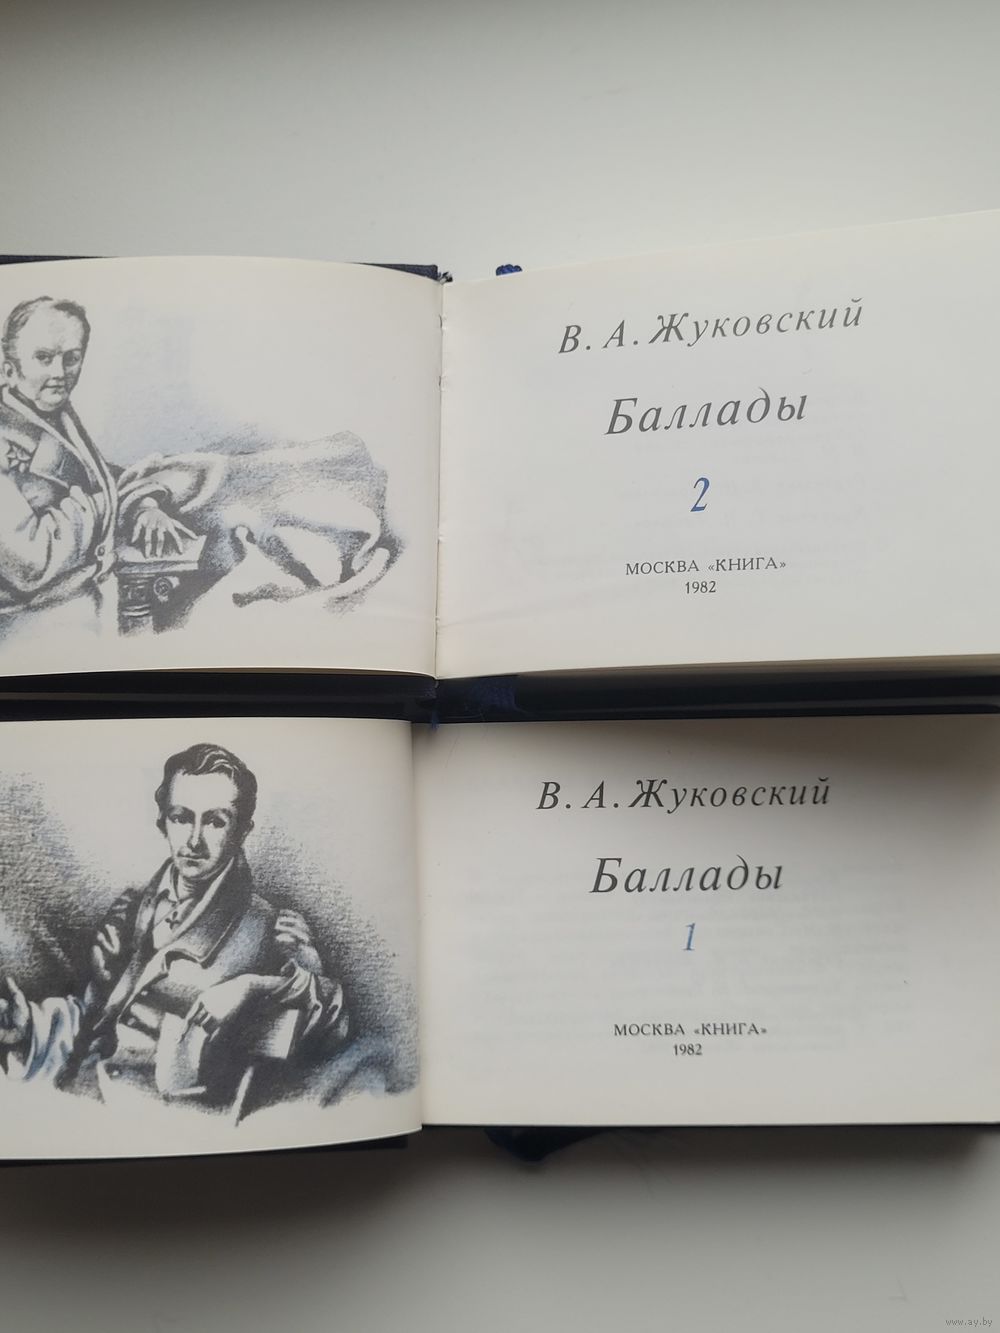 В. А. Жуковский
Баллады
2
МОСКВА «КНИГА»
1982
В. А. Жуковский
Баллады
1
МОСКВА «КНИГА»
1982
www.ay.by